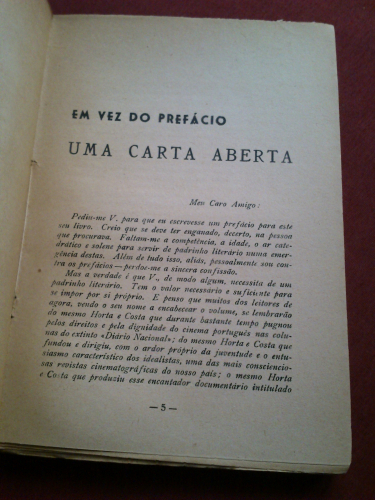 EM VEZ DO PREFÁCIO
UMA CARTA ABERTA
Meu Caro Amigo:
Pediu-me V. para que eu escrevesse um prefácio para este
seu livro. Creio que se deve ter enganado, decerto, na pessoa
que procurava. Faltam-me a competência, a idade, o ar cate-
drático e solene para servir de padrinho literário numa emer-
gência destas. Além de tudo isso, aliás, pessoalmente sou con-
tra os prefácios — perdoe-me a sincera confissão.
Mas a verdade é que V., de modo algum, necessita de um
padrinho literário. Tem o valor necessário e suficiente para
se impor por si próprio. E penso que muitos dos leitores de
agora, vendo o seu nome a encabeçar o volume, se lembrarão
do mesmo Horta e Costa que durante bastante tempo pugnou
pelos direitos e pela dignidade do cinema português nas colu-
nas do extinto «Diário Nacional»; do mesmo Horta e Costa que
fundou e dirigiu, com o ardor próprio da juventude e o entu-
siasmo característico dos idealistas, uma das mais conscienci-
osas revistas cinematográficas do nosso país; o mesmo Horta
e Costa que produziu esse encantador documentário intitulado
— 5 —